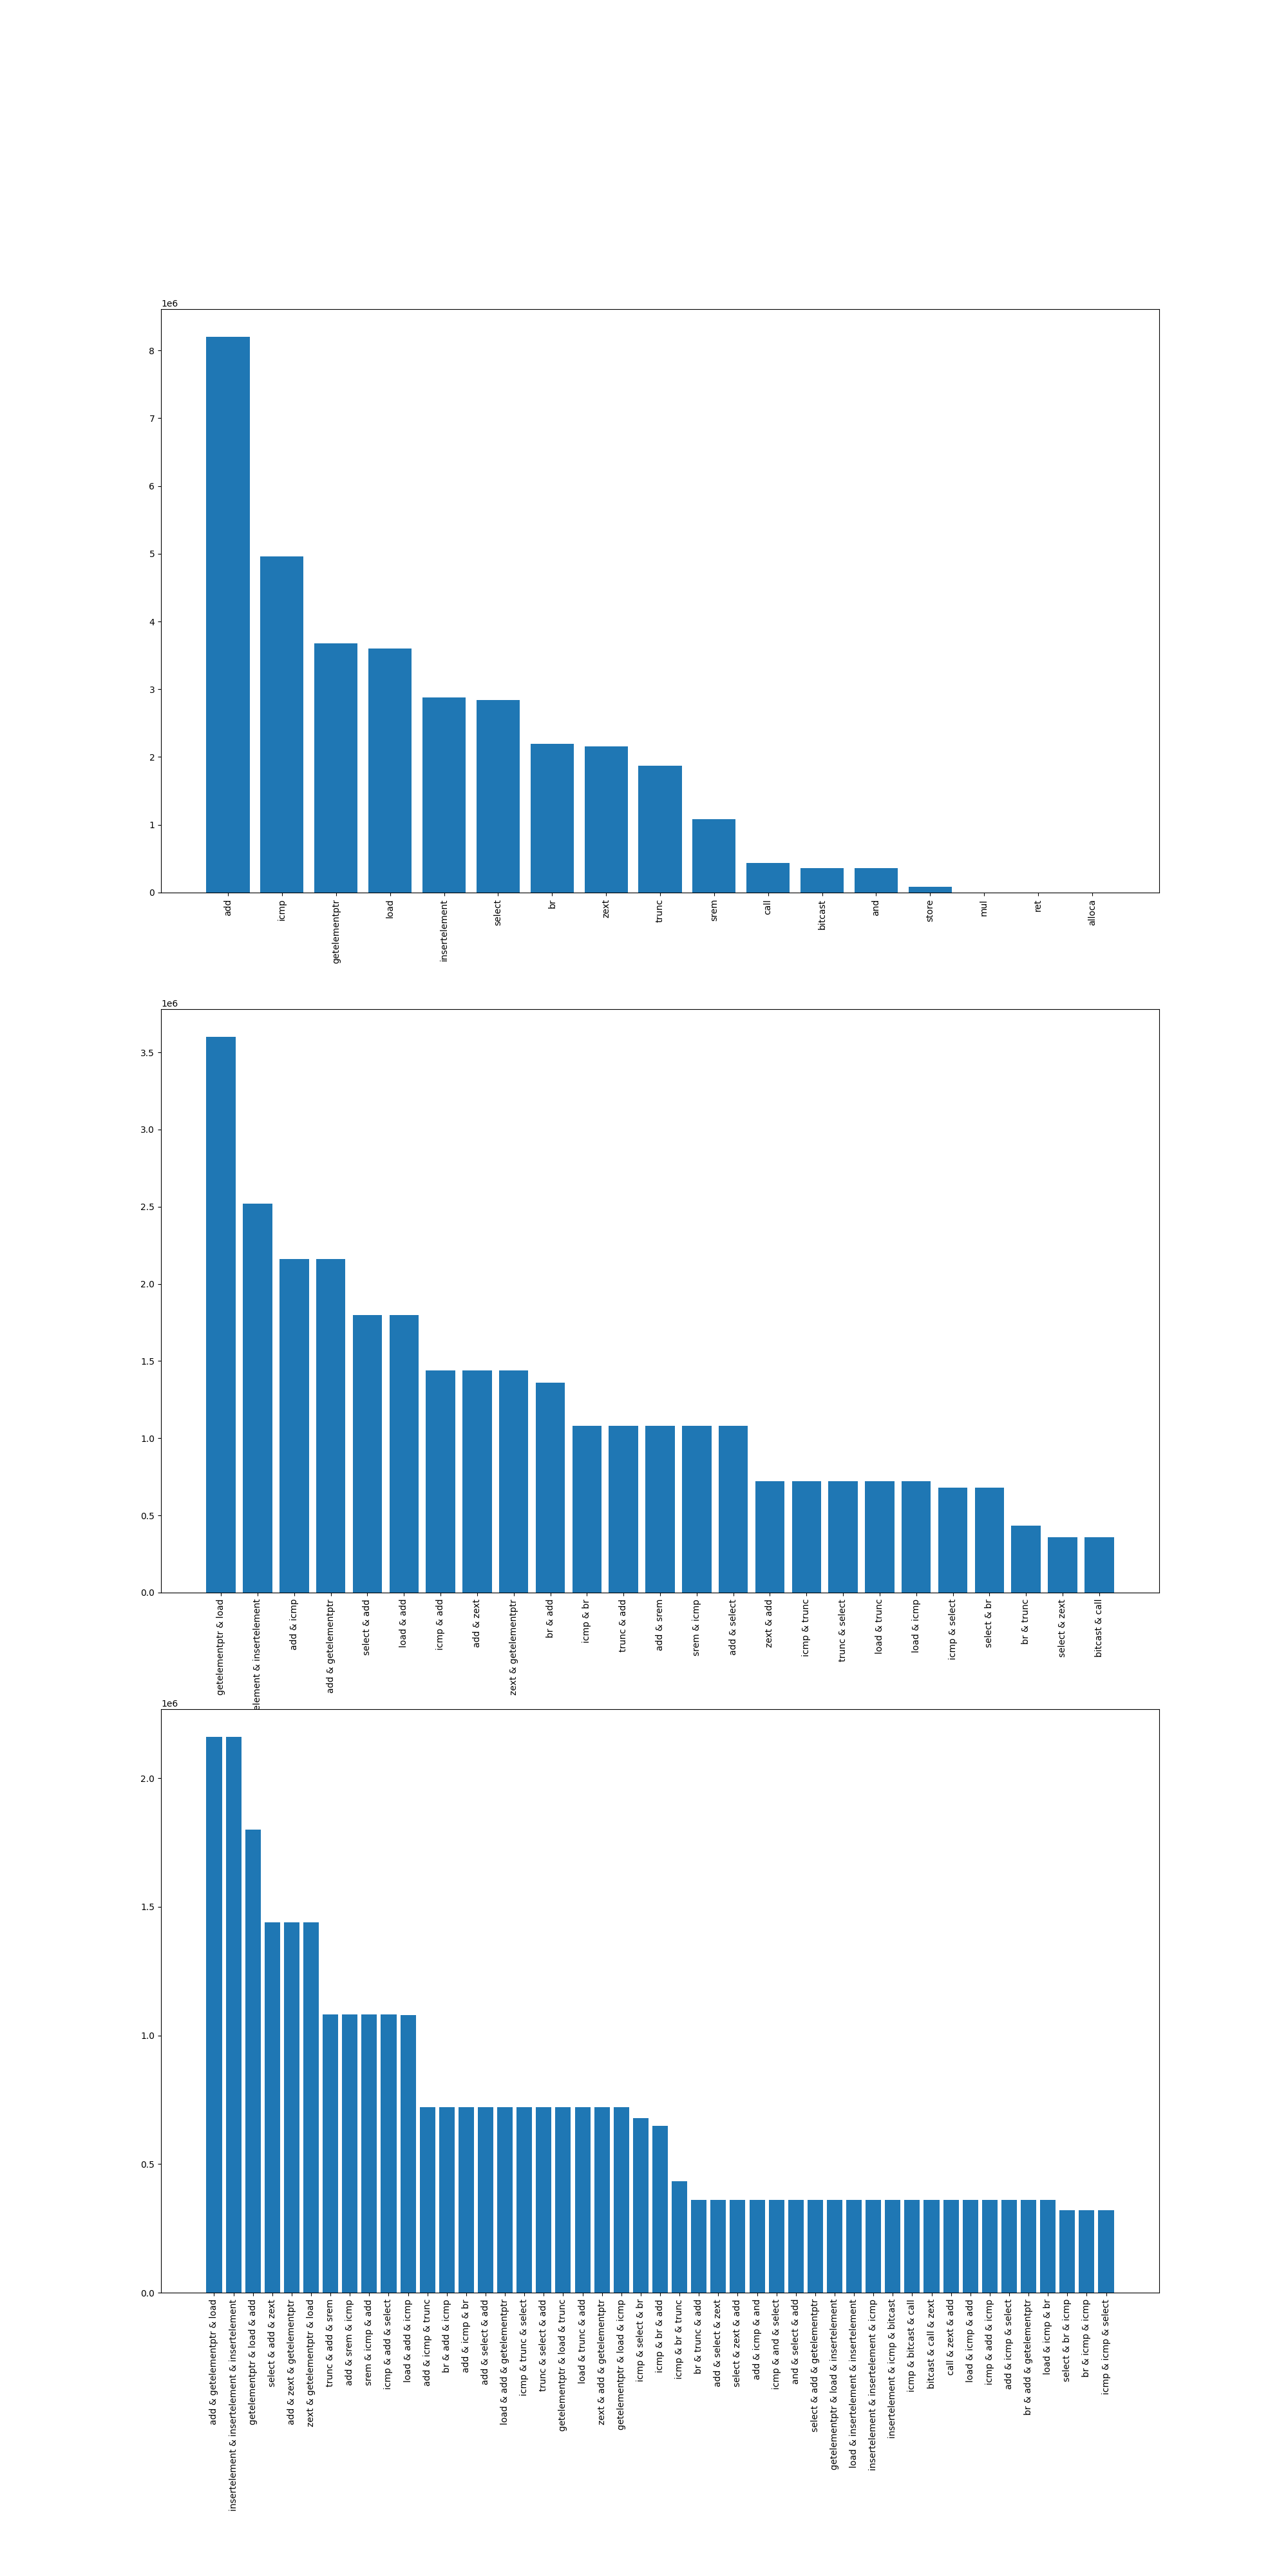 1e6
8
7
6
5
4
3
2
1
0
add
icmp
getelementptr
load
insertelement
select
br
zext
trunc
srem
call
bitcast
and
store
mul
ret
alloca
1e6
3.5
3.0
2.5
2.0
1.5
1.0
0.5
0.0
getelementptr & load
element & insertelement
add & icmp
add & getelementptr
select & add
load & add
icmp & add
add & zext
zext & getelementptr
br & add
icmp & br
trunc & add
add & srem
srem & icmp
add & select
zext & add
icmp & trunc
trunc & select
load & trunc
load & icmp
icmp & select
select & br
br & trunc
select & zext
bitcast & call
1e6
2.0
1.5
1.0
0.5
0.0
add & getelementptr & load
insertelement & insertelement & insertelement
getelementptr & load & add
select & add & zext
add & zext & getelementptr
zext & getelementptr & load
trunc & add & srem
add & srem & icmp
srem & icmp & add
icmp & add & select
load & add & icmp
add & icmp & trunc
br & add & icmp
add & icmp & br
add & select & add
load & add & getelementptr
icmp & trunc & select
trunc & select & add
getelementptr & load & trunc
load & trunc & add
zext & add & getelementptr
getelementptr & load & icmp
icmp & select & br
icmp & br & add
icmp & br & trunc
br & trunc & add
add & select & zext
select & zext & add
add & icmp & and
icmp & and & select
and & select & add
select & add & getelementptr
getelementptr & load & insertelement
load & insertelement & insertelement
insertelement & insertelement & icmp
insertelement & icmp & bitcast
icmp & bitcast & call
bitcast & call & zext
call & zext & add
load & icmp & add
icmp & add & icmp
add & icmp & select
br & add & getelementptr
load & icmp & br
select & br & icmp
br & icmp & icmp
icmp & icmp & select